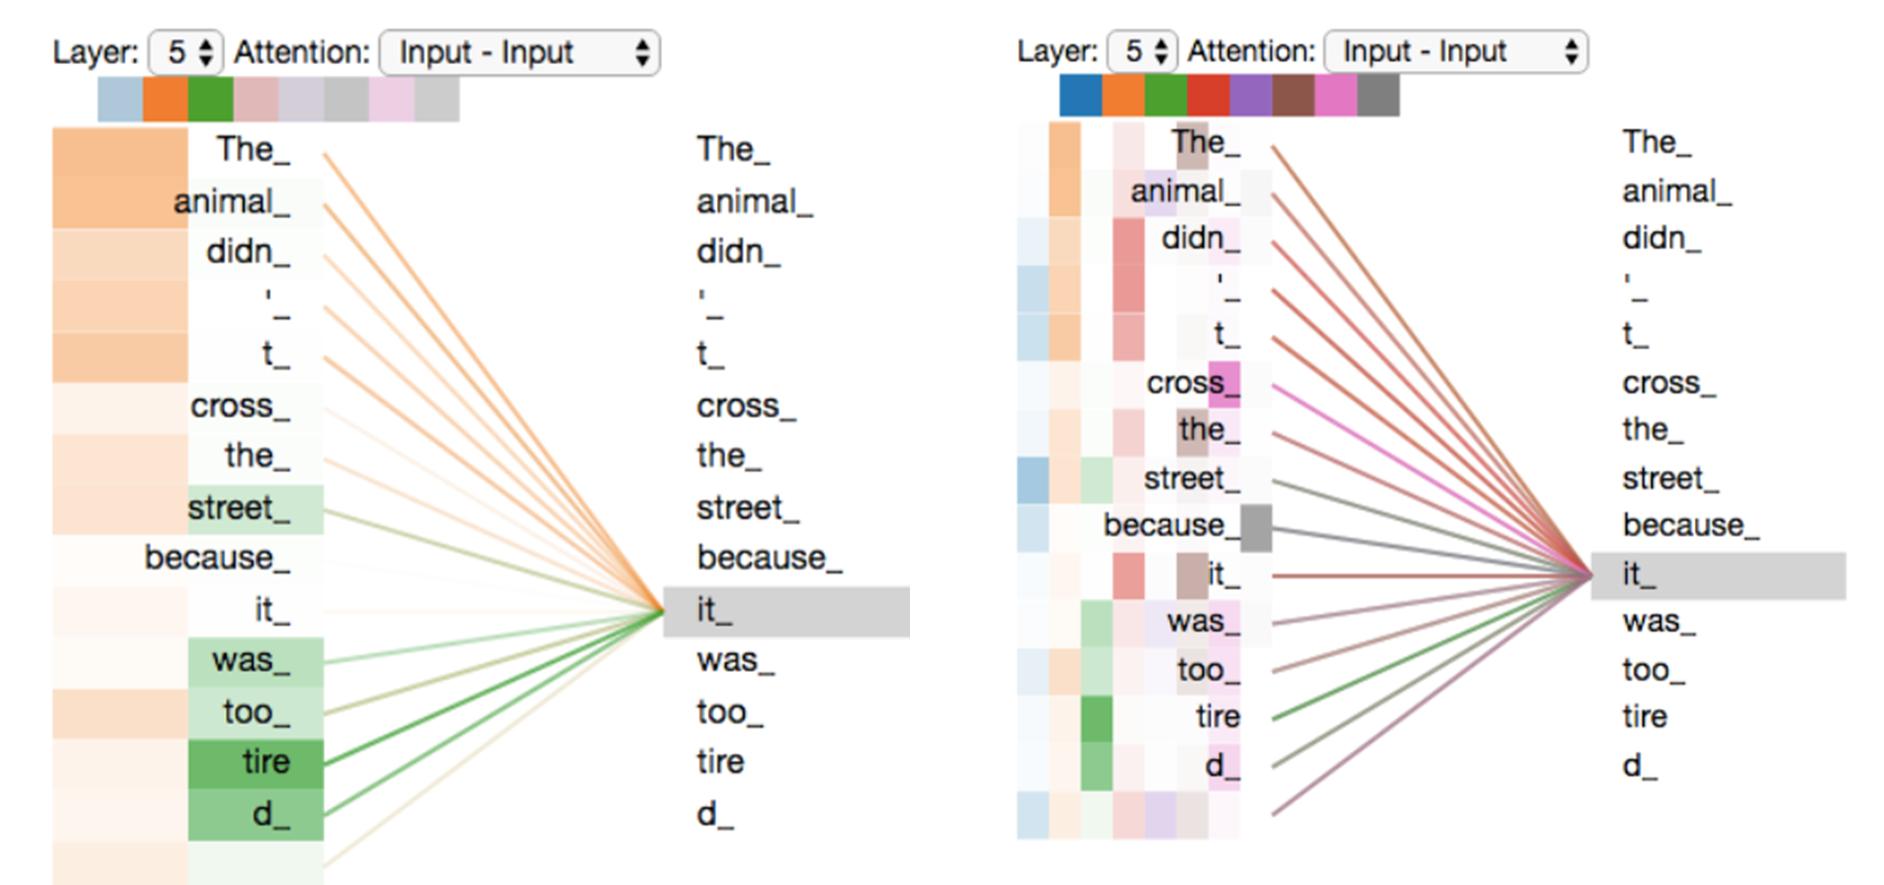 Layer: 5 Attention: Input - Input
The_ The_
animal_ animal_
didn_ didn_
'_ '_
t_ t_
cross_ cross_
the_ the_
street_ street_
because_ because_
it_ it_
was_ was_
too_ too_
tire tire
d_ d_
Layer: 5 Attention: Input - Input
The_ The_
animal_ animal_
didn_ didn_
'_ '_
t_ t_
cross_ cross_
the_ the_
street_ street_
because_ because_
it_ it_
was_ was_
too_ too_
tire tire
d_ d_